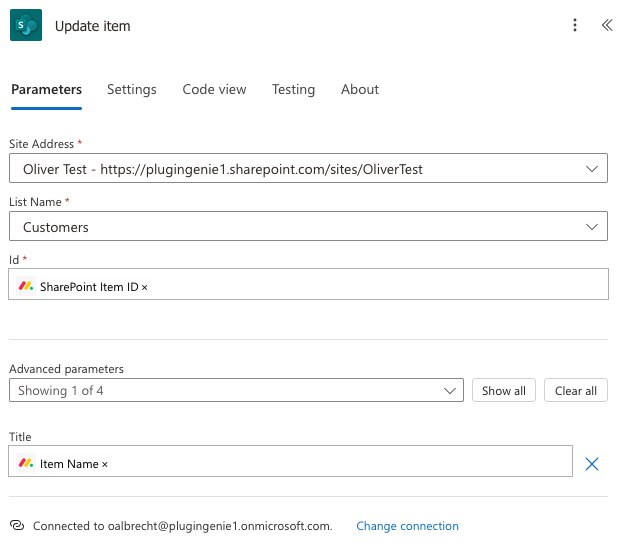 Update item
Parameters Settings Code view Testing About
Site Address *
Oliver Test - https://plugingenie1.sharepoint.com/sites/OliverTest
List Name *
Customers
Id *
SharePoint Item ID ×
Advanced parameters
Showing 1 of 4 Show all Clear all
Title
Item Name ×
Connected to oalbrecht@plugingenie1.onmicrosoft.com. Change connection